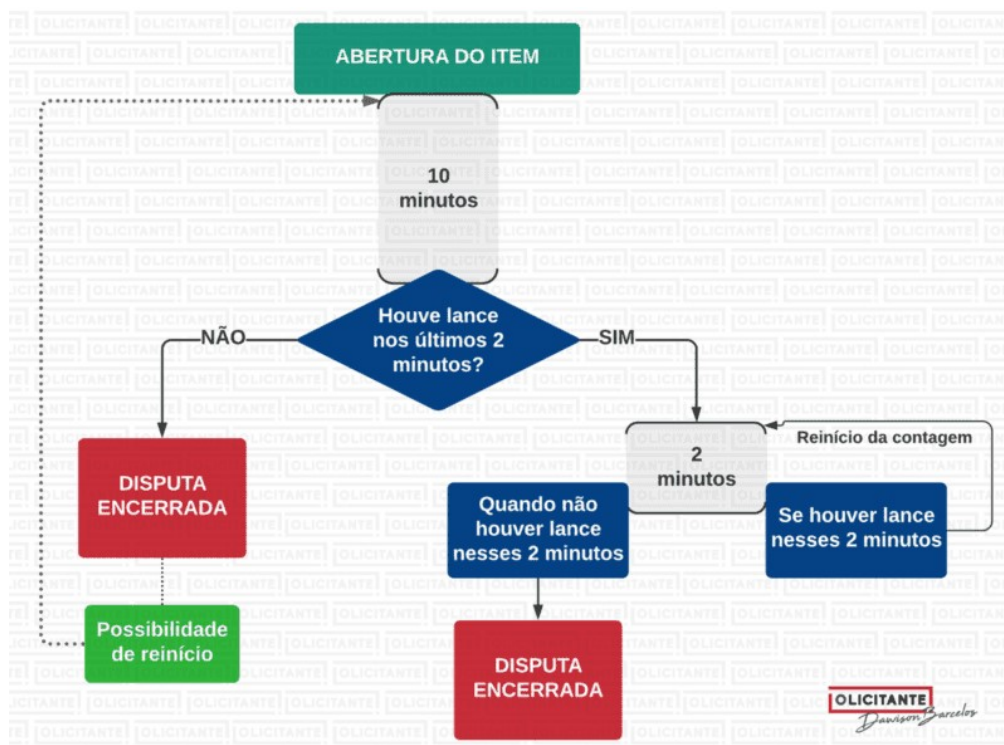 ABERTURA DO ITEM
10
minutos
Houve lance
nos últimos 2
minutos?
NÃO
SIM
DISPUTA
ENCERRADA
Possibilidade
de reinício
2
minutos
Reinício da contagem
Quando não
houver lance
nesses 2 minutos
Se houver lance
nesses 2 minutos
DISPUTA
ENCERRADA
OLICITANTE
Dawison Barcelos